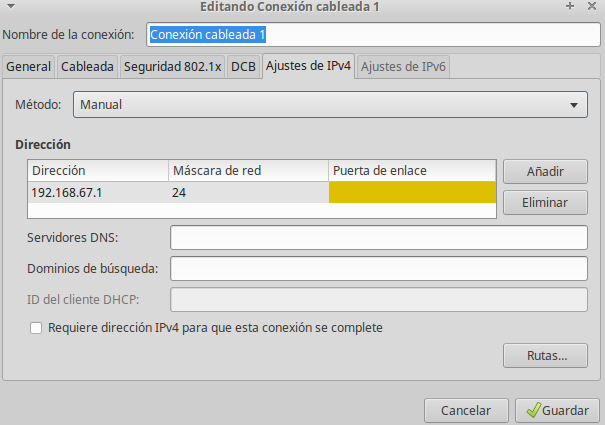 Editando Conexión cableada 1
Nombre de la conexión: Conexión cableada 1
General Cableada Seguridad 802.1x DCB Ajustes de IPv4 Ajustes de IPv6
Método: Manual
Dirección
Dirección Máscara de red Puerta de enlace Añadir
192.168.67.1 24
Eliminar
Servidores DNS:
Dominios de búsqueda:
ID del cliente DHCP:
Requiere dirección IPv4 para que esta conexión se complete
Rutas...
Cancelar Guardar